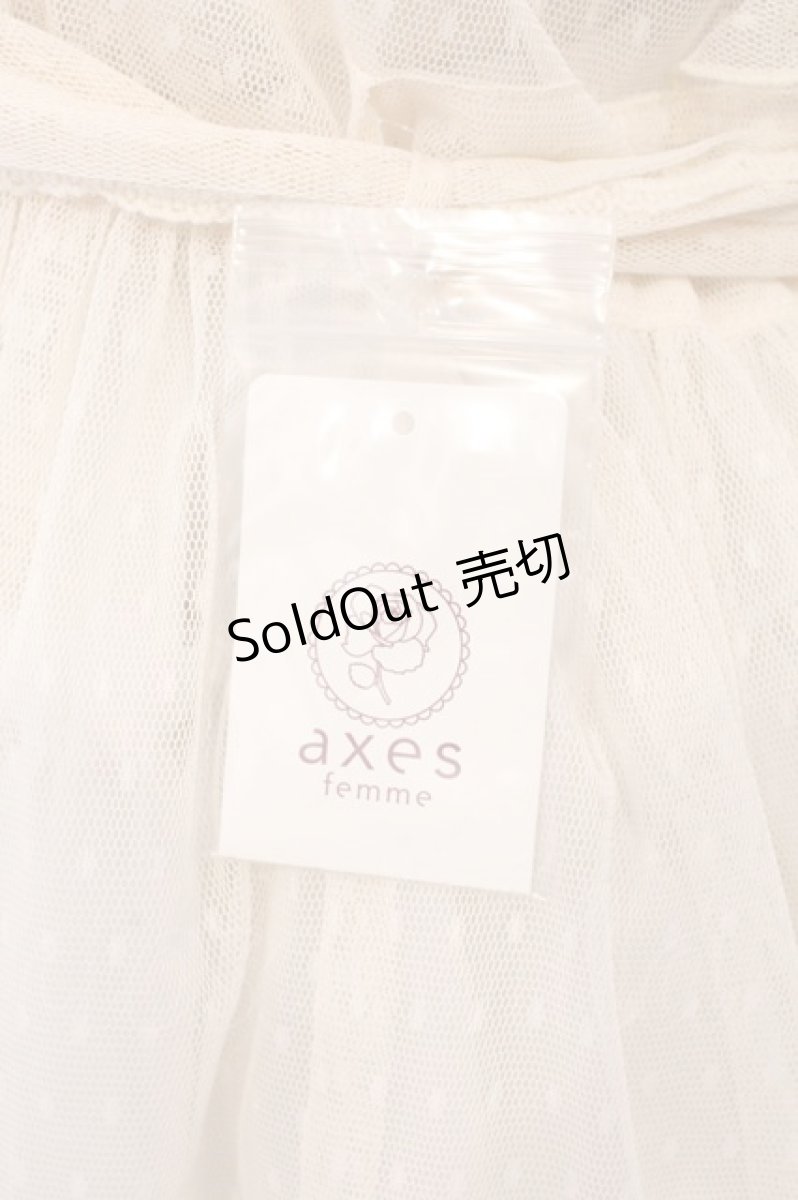 SoldOut 売切
axes
femme